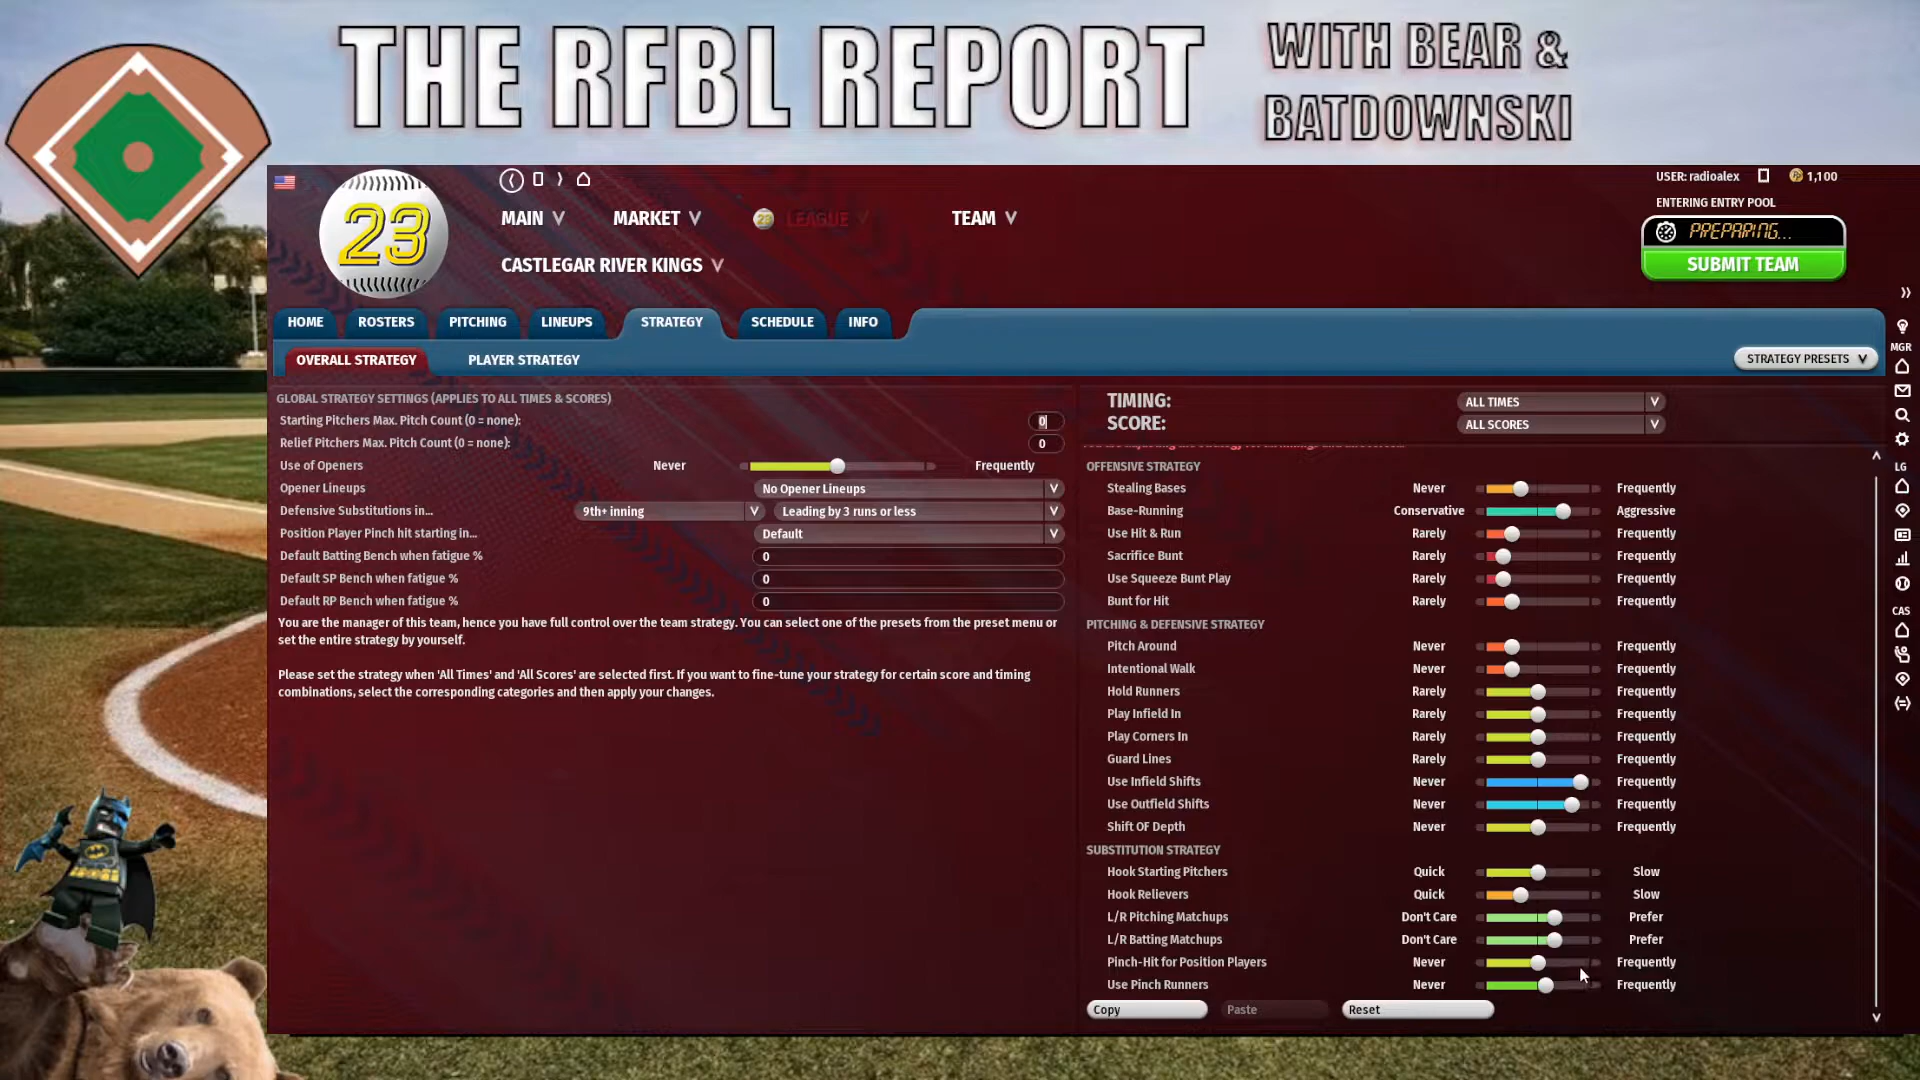 THE RFBL REPORT
WITH BEAR &
BATDOWNSKI
23
USER: radioalex 1,100
MAIN MARKET LEAGUE TEAM
CASTLEGAR RIVER KINGS
ENTERING ENTRY POOL
PREPARING...
SUBMIT TEAM
HOME ROSTERS PITCHING LINEUPS STRATEGY SCHEDULE INFO
OVERALL STRATEGY PLAYER STRATEGY STRATEGY PRESETS
GLOBAL STRATEGY SETTINGS (APPLIES TO ALL TIMES & SCORES)
Starting Pitchers Max. Pitch Count (0 = none): 0
Relief Pitchers Max. Pitch Count (0 = none): 0
Use of Openers Never Frequently
Opener Lineups No Opener Lineups
Defensive Substitutions in... 9th+ inning Leading by 3 runs or less
Position Player Pinch hit starting in... Default
Default Batting Bench when fatigue % 0
Default SP Bench when fatigue % 0
Default RP Bench when fatigue % 0
You are the manager of this team, hence you have full control over the team strategy. You can select one of the presets from the preset menu or
set the entire strategy by yourself.
Please set the strategy when 'All Times' and 'All Scores' are selected first. If you want to fine-tune your strategy for certain score and timing
combinations, select the corresponding categories and then apply your changes.
TIMING: ALL TIMES
SCORE: ALL SCORES
OFFENSIVE STRATEGY
Stealing Bases Never Frequently
Base-Running Conservative Aggressive
Use Hit & Run Rarely Frequently
Sacrifice Bunt Rarely Frequently
Use Squeeze Bunt Play Rarely Frequently
Bunt for Hit Rarely Frequently
PITCHING & DEFENSIVE STRATEGY
Pitch Around Never Frequently
Intentional Walk Never Frequently
Hold Runners Rarely Frequently
Play Infield In Rarely Frequently
Play Corners In Rarely Frequently
Guard Lines Rarely Frequently
Use Infield Shifts Never Frequently
Use Outfield Shifts Never Frequently
Shift OF Depth Never Frequently
SUBSTITUTION STRATEGY
Hook Starting Pitchers Quick Slow
Hook Relievers Quick Slow
L/R Pitching Matchups Don't Care Prefer
L/R Batting Matchups Don't Care Prefer
Pinch-Hit for Position Players Never Frequently
Use Pinch Runners Never Frequently
Copy Paste Reset
MGR
LG
CAS